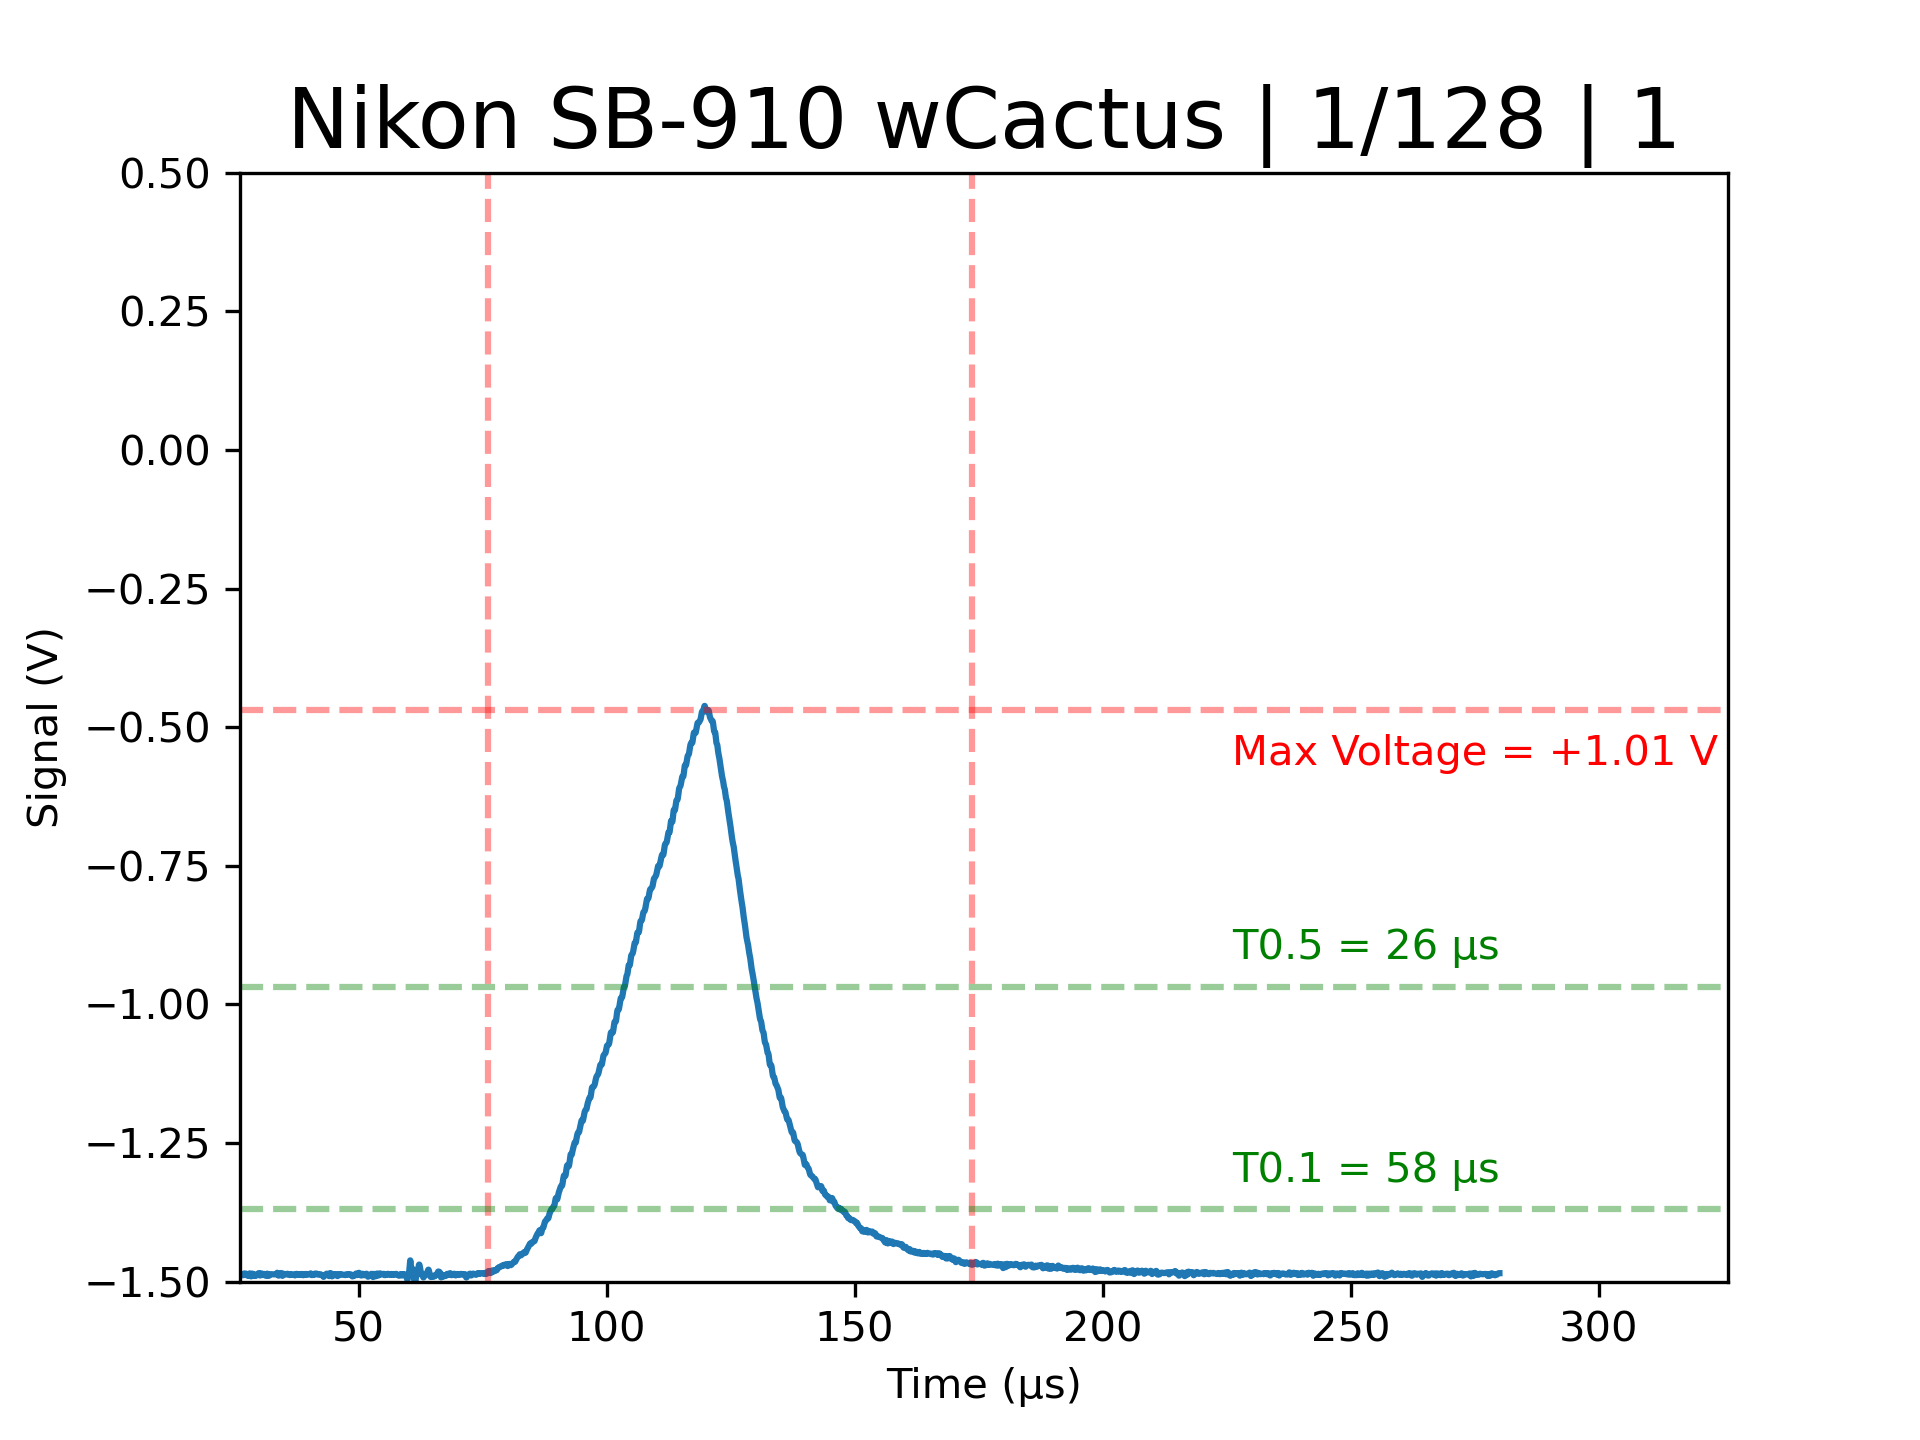 Nikon SB-910 wCactus | 1/128 | 1
0.50
0.25
0.00
−0.25
−0.50
−0.75
−1.00
−1.25
−1.50
Signal (V)
Max Voltage = +1.01 V
T0.5 = 26 µs
T0.1 = 58 µs
50 100 150 200 250 300
Time (µs)